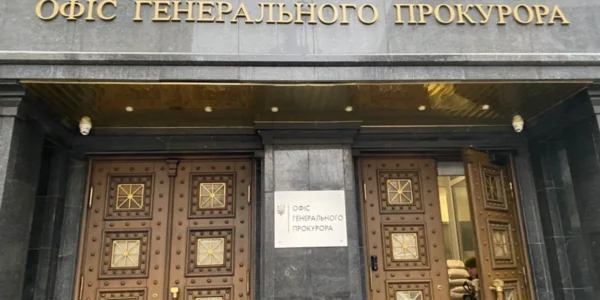 ОФІС ГЕНЕРАЛЬНОГО ПРОКУРОРА
ОФІС
ГЕНЕРАЛЬНОГО
ПРОКУРОРА